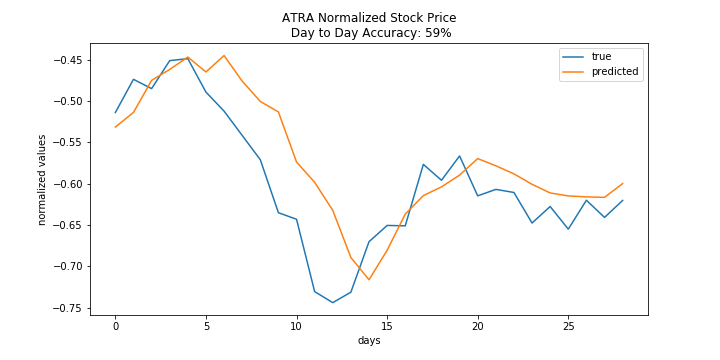 ATRA Normalized Stock Price
Day to Day Accuracy: 59%
true
predicted
normalized values
−0.45
−0.50
−0.55
−0.60
−0.65
−0.70
−0.75
0
5
10
15
20
25
days